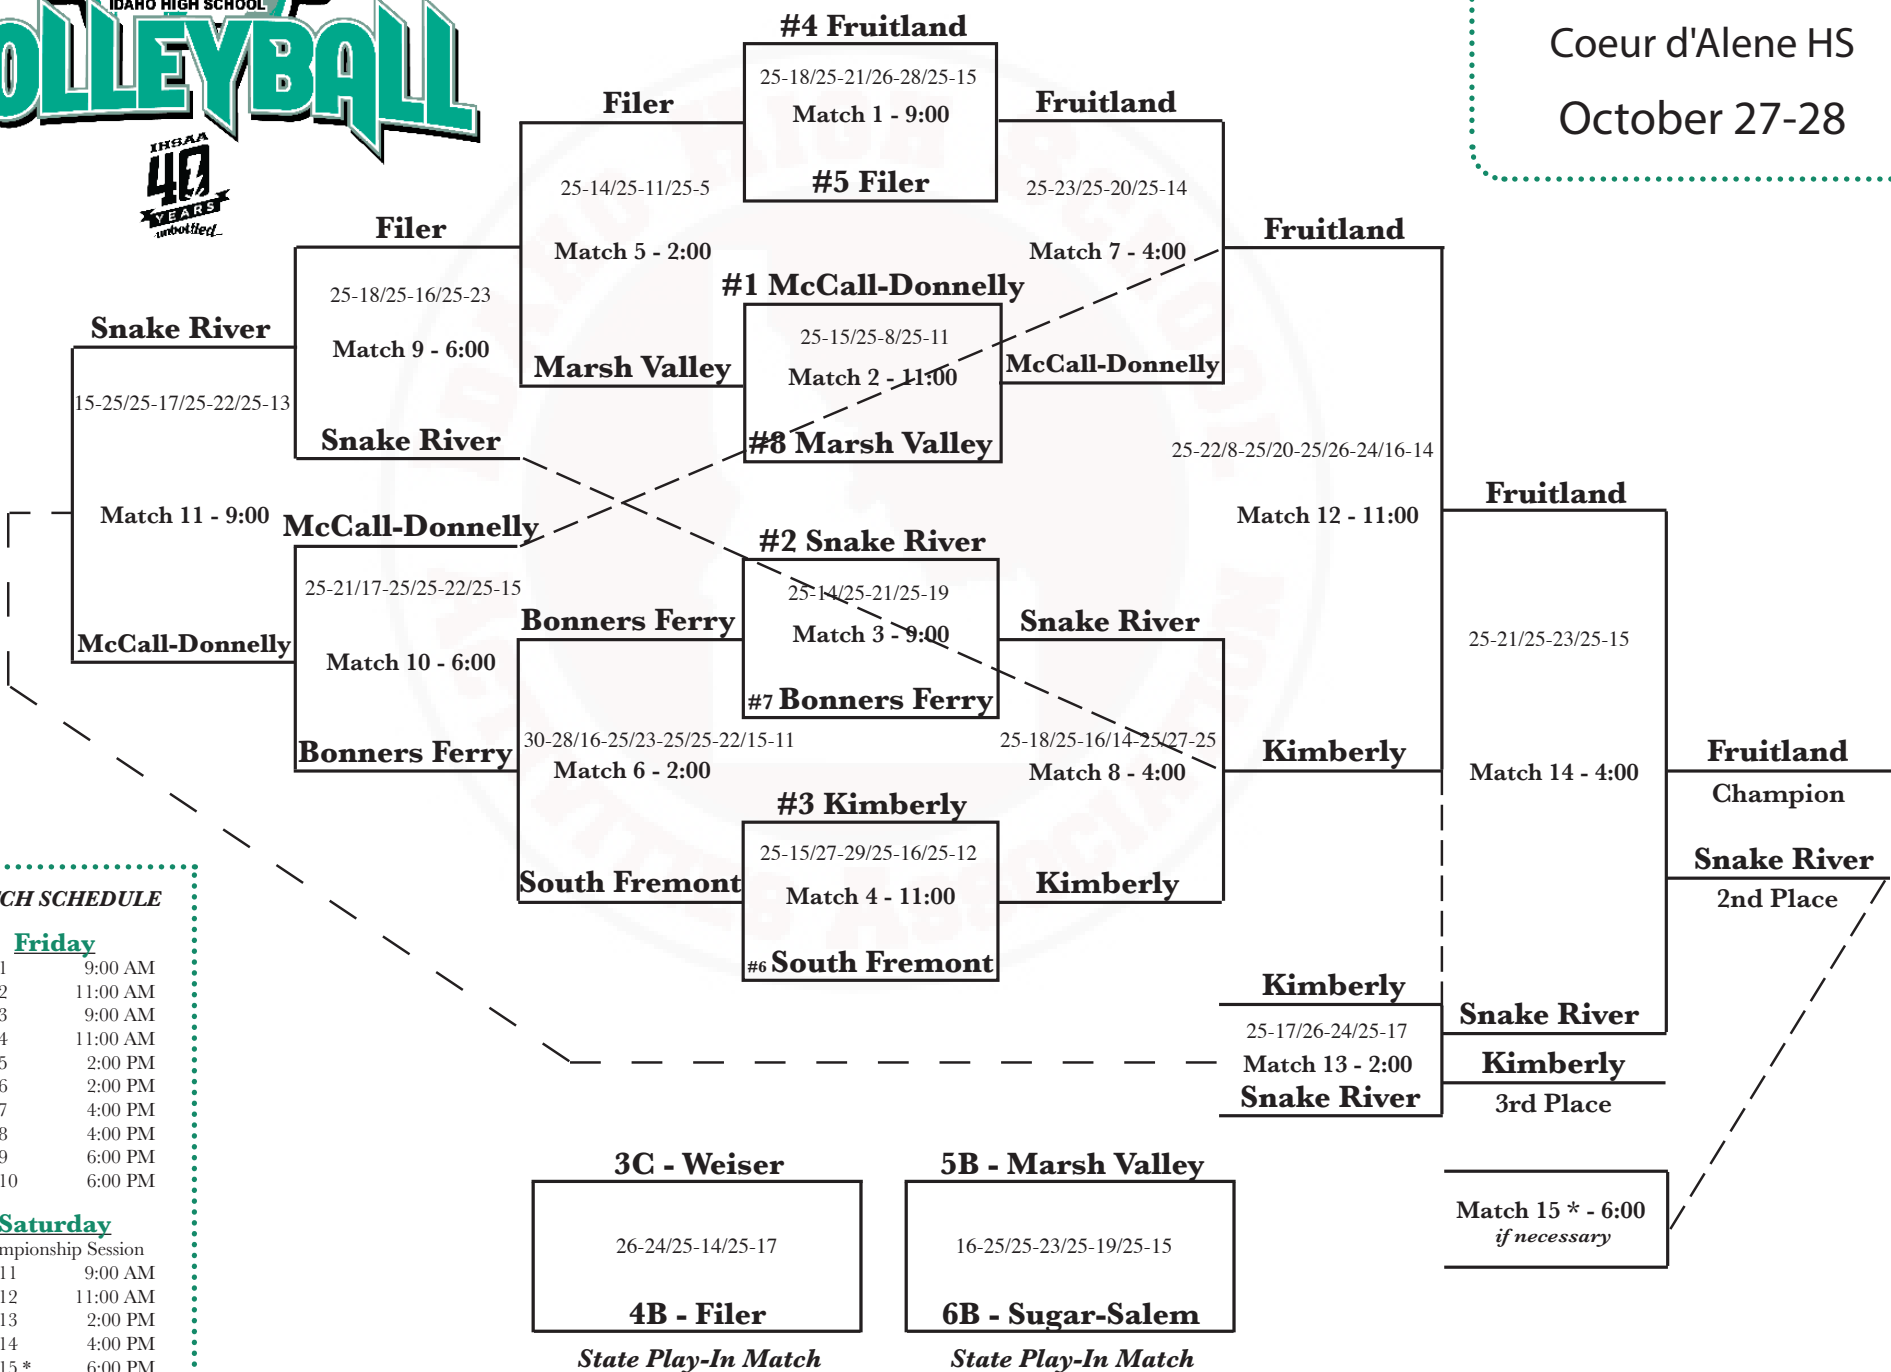 IDAHO HIGH SCHOOL
OLLEYBALL
IHSAA
40
YEARS
unbottled...
Coeur d'Alene HS
October 27-28
#4 Fruitland
25-18/25-21/26-28/25-15
Match 1 - 9:00
#5 Filer
Filer
25-14/25-11/25-5
Match 5 - 2:00
Marsh Valley
#1 McCall-Donnelly
25-15/25-8/25-11
Match 2 - 11:00
#8 Marsh Valley
Fruitland
25-23/25-20/25-14
Match 7 - 4:00
McCall-Donnelly
Fruitland
25-22/8-25/20-25/26-24/16-14
Match 12 - 11:00
Kimberly
Filer
25-18/25-16/25-23
Match 9 - 6:00
Snake River
Snake River
15-25/25-17/25-22/25-13
Match 11 - 9:00
McCall-Donnelly
McCall-Donnelly
25-21/17-25/25-22/25-15
Match 10 - 6:00
Bonners Ferry
Bonners Ferry
30-28/16-25/23-25/25-22/15-11
Match 6 - 2:00
South Fremont
#2 Snake River
25-14/25-21/25-19
Match 3 - 9:00
#7 Bonners Ferry
#3 Kimberly
25-15/27-29/25-16/25-12
Match 4 - 11:00
#6 South Fremont
Snake River
25-18/25-16/14-25/27-25
Match 8 - 4:00
Kimberly
Fruitland
25-21/25-23/25-15
Match 14 - 4:00
Snake River
Fruitland
Champion
Snake River
2nd Place
Kimberly
25-17/26-24/25-17
Match 13 - 2:00
Snake River
Kimberly
3rd Place
Match 15 * - 6:00
if necessary
CH SCHEDULE
Friday
1 9:00 AM
2 11:00 AM
3 9:00 AM
4 11:00 AM
5 2:00 PM
6 2:00 PM
7 4:00 PM
8 4:00 PM
9 6:00 PM
10 6:00 PM
Saturday
mpionship Session
11 9:00 AM
12 11:00 AM
13 2:00 PM
14 4:00 PM
15 * 6:00 PM
3C - Weiser
26-24/25-14/25-17
4B - Filer
State Play-In Match
5B - Marsh Valley
16-25/25-23/25-19/25-15
6B - Sugar-Salem
State Play-In Match
IDAHO HIGH SCHOOL
ACTIVITIES ASSOCIATION